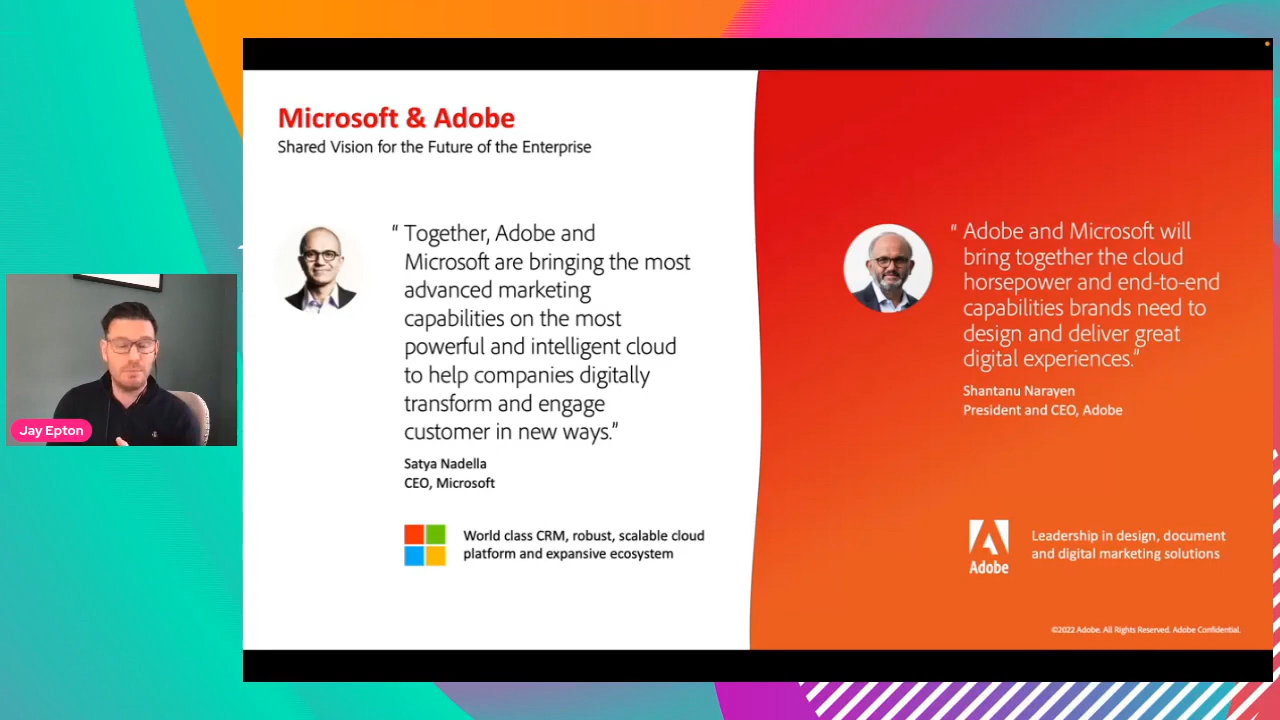 Microsoft & Adobe
Shared Vision for the Future of the Enterprise
“ Together, Adobe and
Microsoft are bringing the most
advanced marketing
capabilities on the most
powerful and intelligent cloud
to help companies digitally
transform and engage
customer in new ways.”
Satya Nadella
CEO, Microsoft
World class CRM, robust, scalable cloud
platform and expansive ecosystem
“ Adobe and Microsoft will
bring together the cloud
horsepower and end-to-end
capabilities brands need to
design and deliver great
digital experiences.”
Shantanu Narayen
President and CEO, Adobe
Adobe
Leadership in design, document
and digital marketing solutions
©2022 Adobe. All Rights Reserved. Adobe Confidential.
Jay Epton